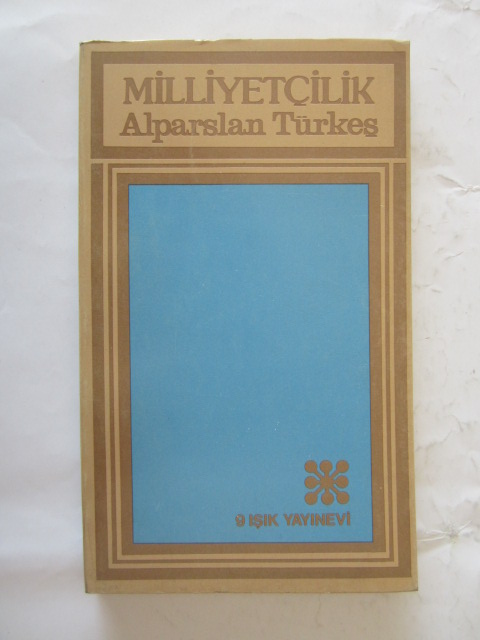 MİLLİYETÇİLİK
Alparslan Türkeş
9 IŞIK YAYINEVİ